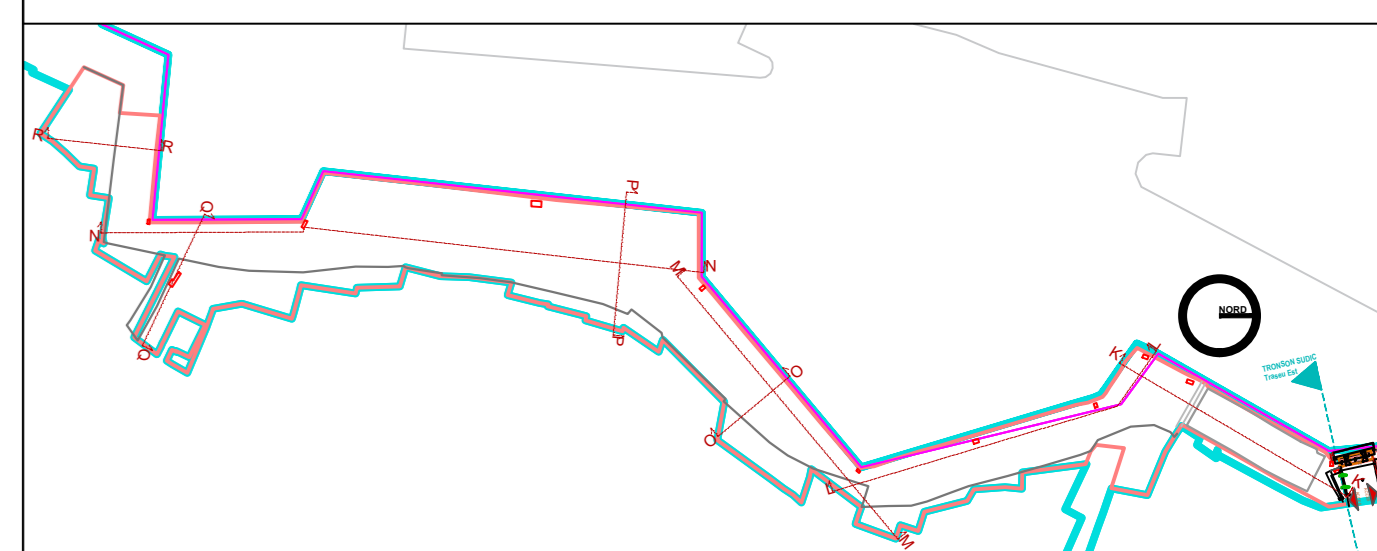 R'
R
Q'
N'
P'
M'
N
P
Q
O
O'
M
K'
L
NORD
TRONSON SUDIC
Traseu Est
K